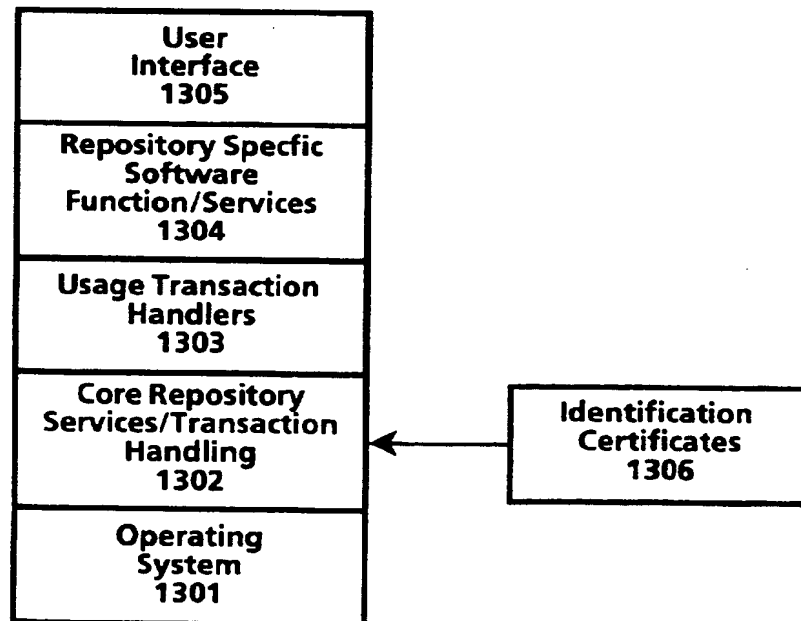 User
Interface
1305
Repository Specfic
Software
Function/Services
1304
Usage Transaction
Handlers
1303
Core Repository
Services/Transaction
Handling
1302
Operating
System
1301
Identification
Certificates
1306